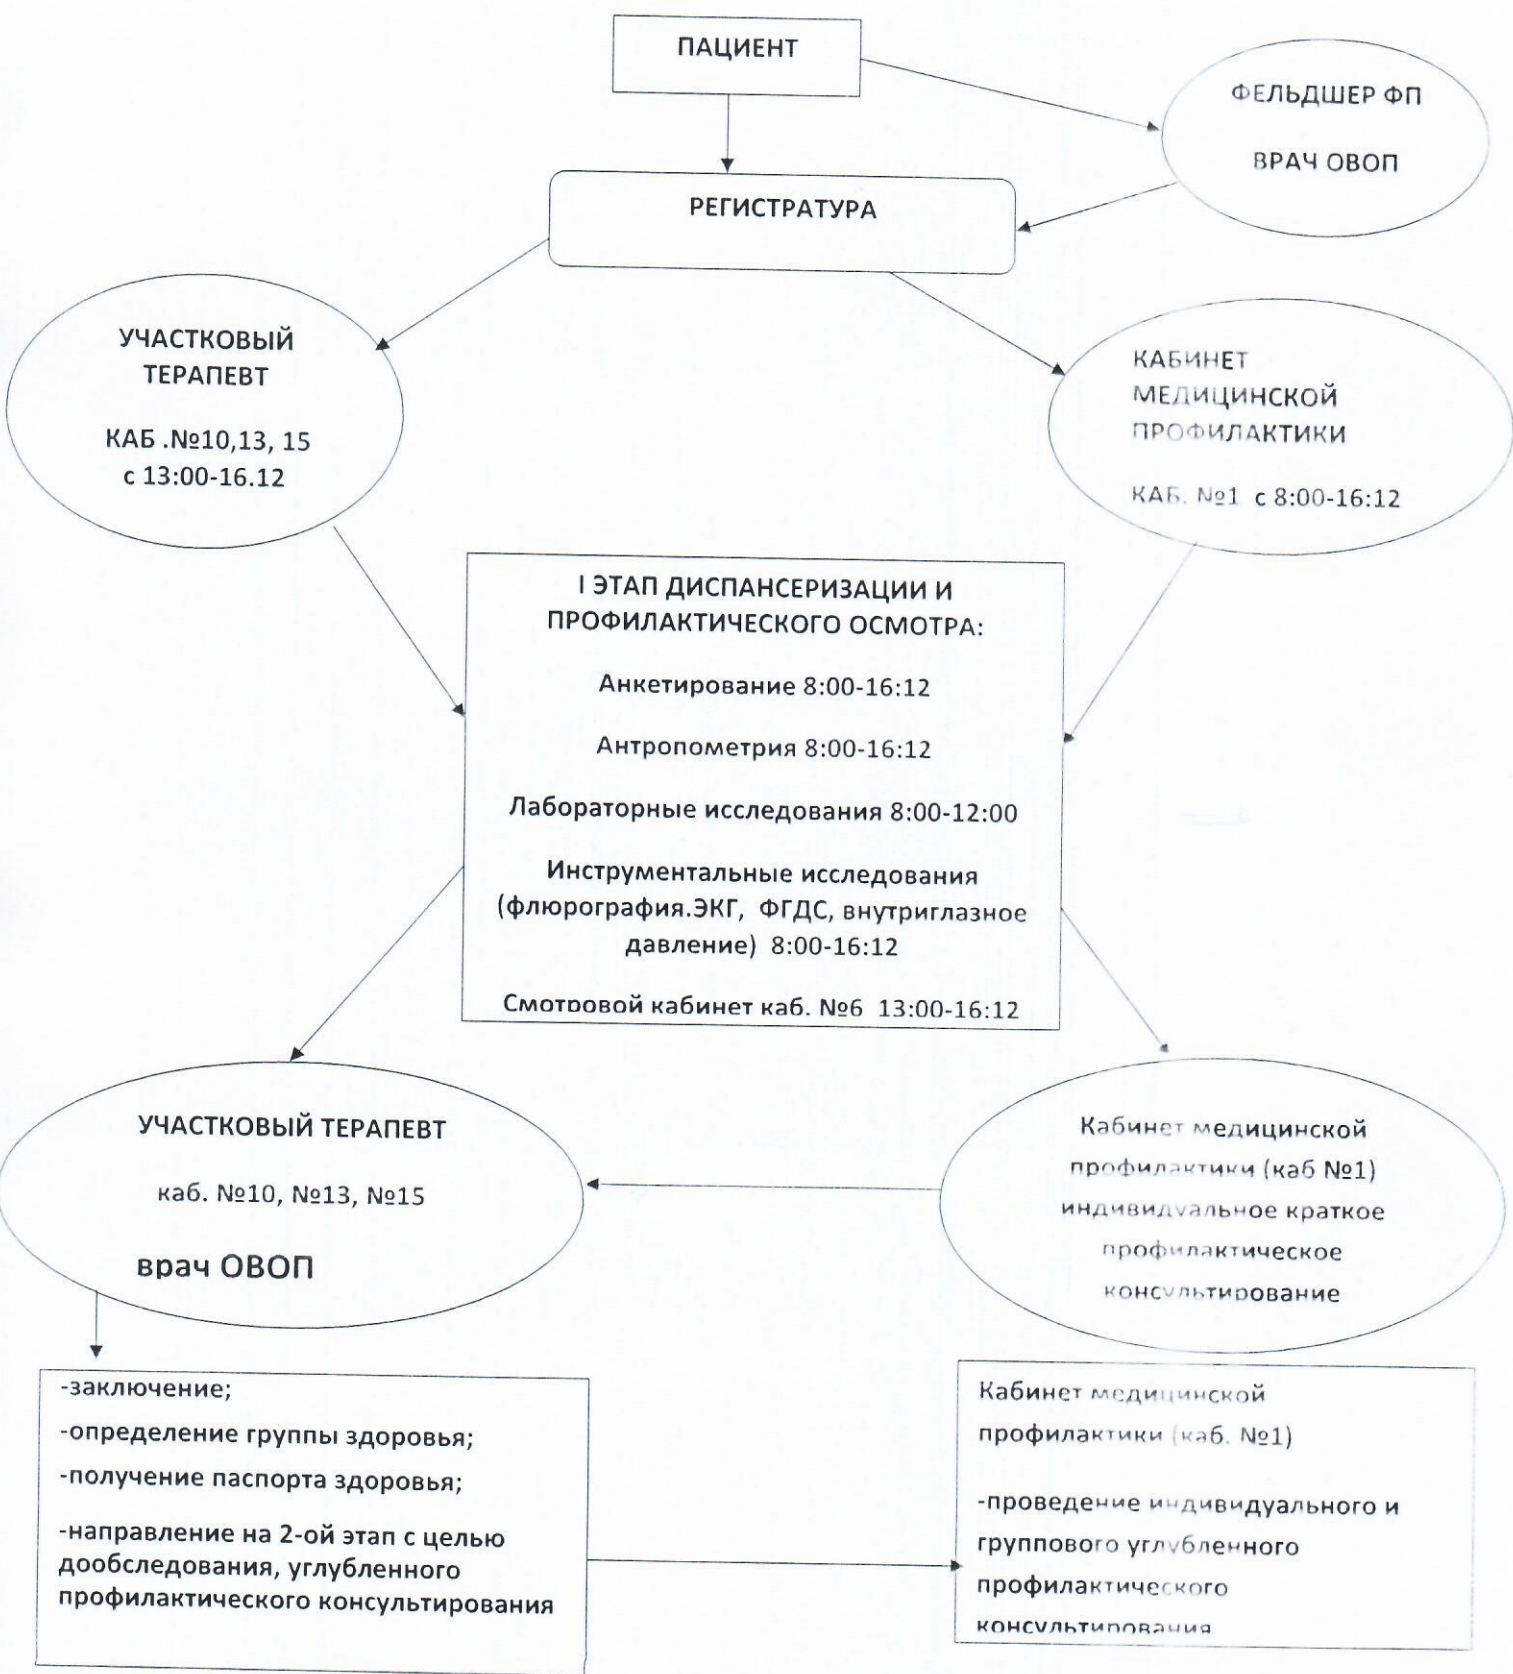 ПАЦИЕНТ
ФЕЛЬДШЕР ФП
ВРАЧ ОВОП
РЕГИСТРАТУРА
УЧАСТКОВЫЙ
ТЕРАПЕВТ
КАБ .№10,13, 15
с 13:00-16.12
КАБИНЕТ
МЕДИЦИНСКОЙ
ПРОФИЛАКТИКИ
КАБ. №1 с 8:00-16:12
I ЭТАП ДИСПАНСЕРИЗАЦИИ И
ПРОФИЛАКТИЧЕСКОГО ОСМОТРА:
Анкетирование 8:00-16:12
Антропометрия 8:00-16:12
Лабораторные исследования 8:00-12:00
Инструментальные исследования
(флюрография.ЭКГ, ФГДС, внутриглазное
давление) 8:00-16:12
Смотровой кабинет каб. №6 13:00-16:12
УЧАСТКОВЫЙ ТЕРАПЕВТ
каб. №10, №13, №15
врач ОВОП
Кабинет медицинской
профилактики (каб №1)
индивидуальное краткое
профилактическое
консультирование
-заключение;
-определение группы здоровья;
-получение паспорта здоровья;
-направление на 2-ой этап с целью
дообследования, углубленного
профилактического консультирования
Кабинет медицинской
профилактики (каб. №1)
-проведение индивидуального и
группового углубленного
профилактического
консультирования